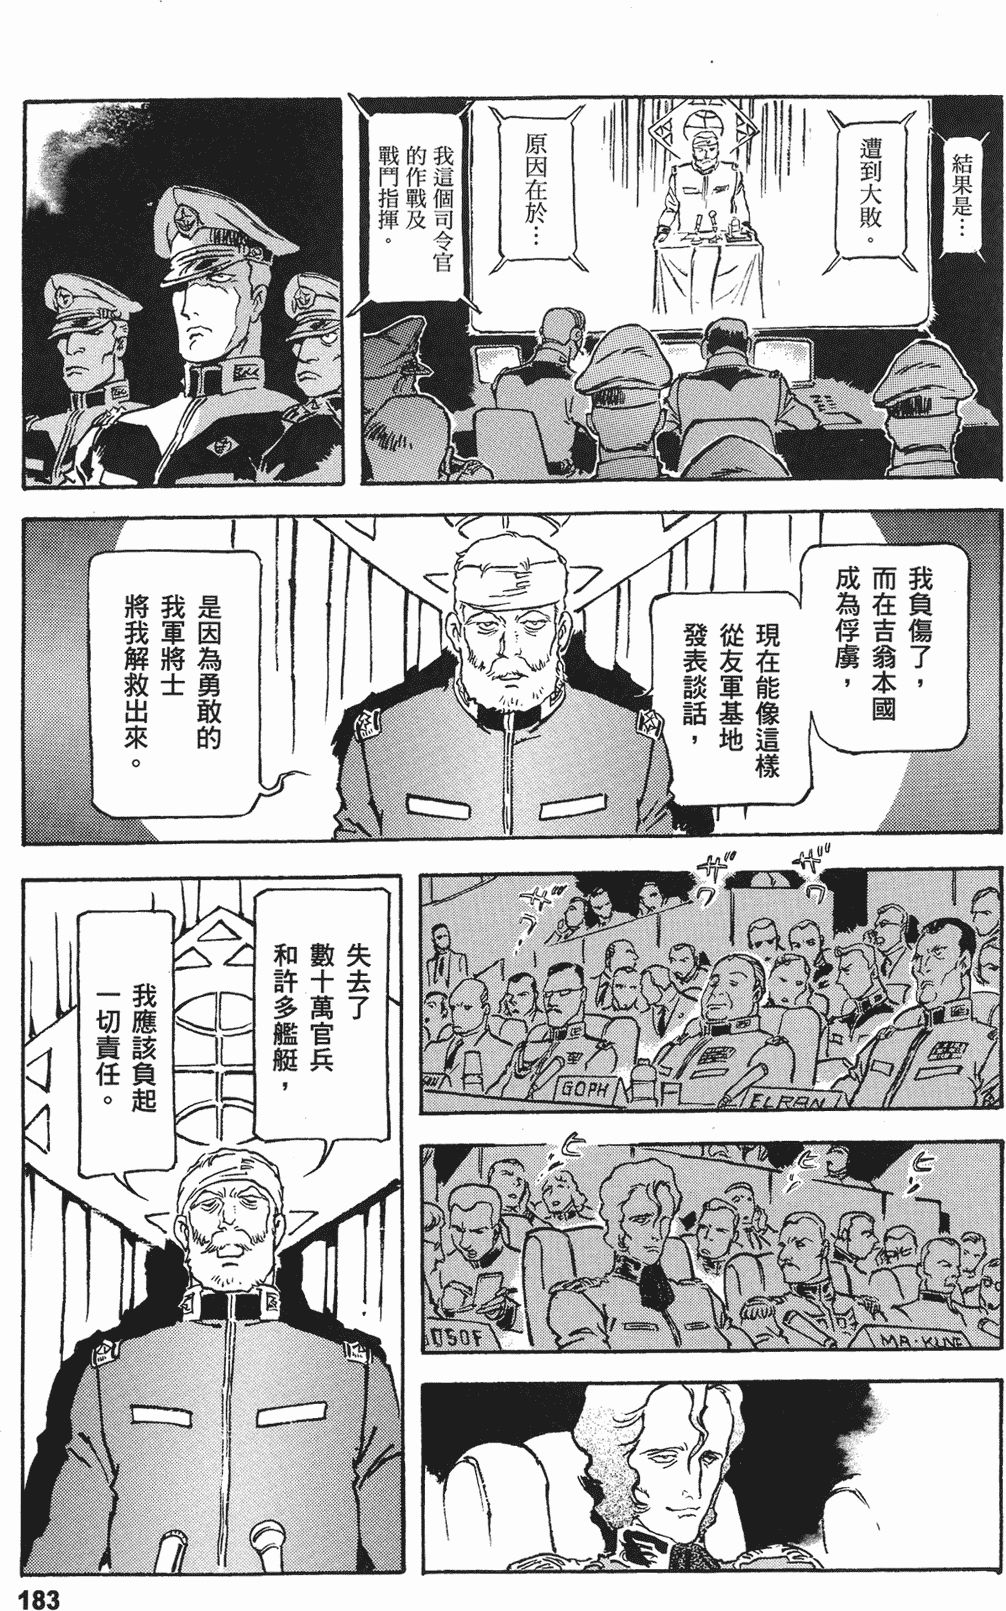 結果是…
遭到大敗。
原因在於…
我這個司令官
的作戰及
戰鬥指揮。
我負傷了，
而在吉翁本國
成為俘虜，
現在能像這樣
從友軍基地
發表談話，
是因為勇敢的
我軍將士
將我解救出來。
ザワ
ザワ
ザワ
GOPH
ELRAN
ヒソ
ヒソ
ヒソ
MA·KUVE
失去了
數十萬官兵
和許多艦艇，
我應該負起
一切責任。
183